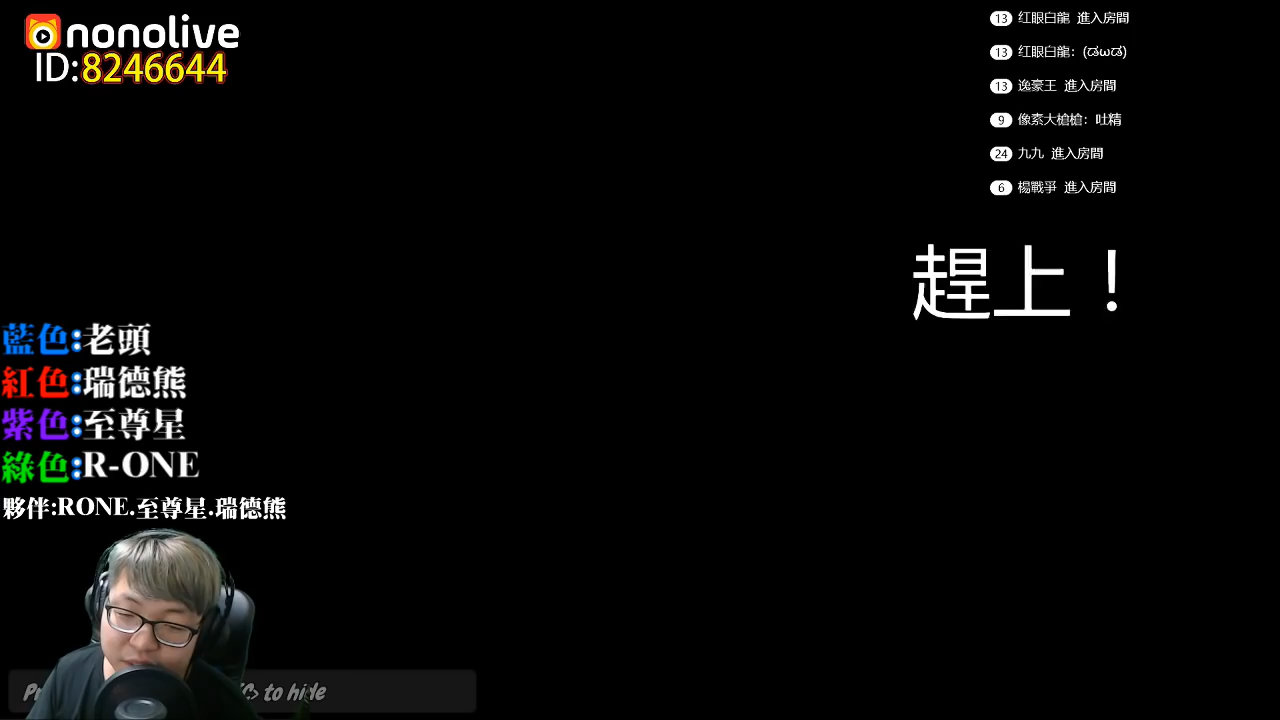 nonolive
ID:8246644
13 红眼白龍 進入房間
13 红眼白龍: (ಡωಡ)
13 逸豪王 進入房間
9 像素大槍槍: 吐精
24 九九 進入房間
6 楊戰爭 進入房間
趕上！
藍色:老頭
紅色:瑞德熊
紫色:至尊星
綠色:R-ONE
夥伴:RONE.至尊星.瑞德熊
to hide